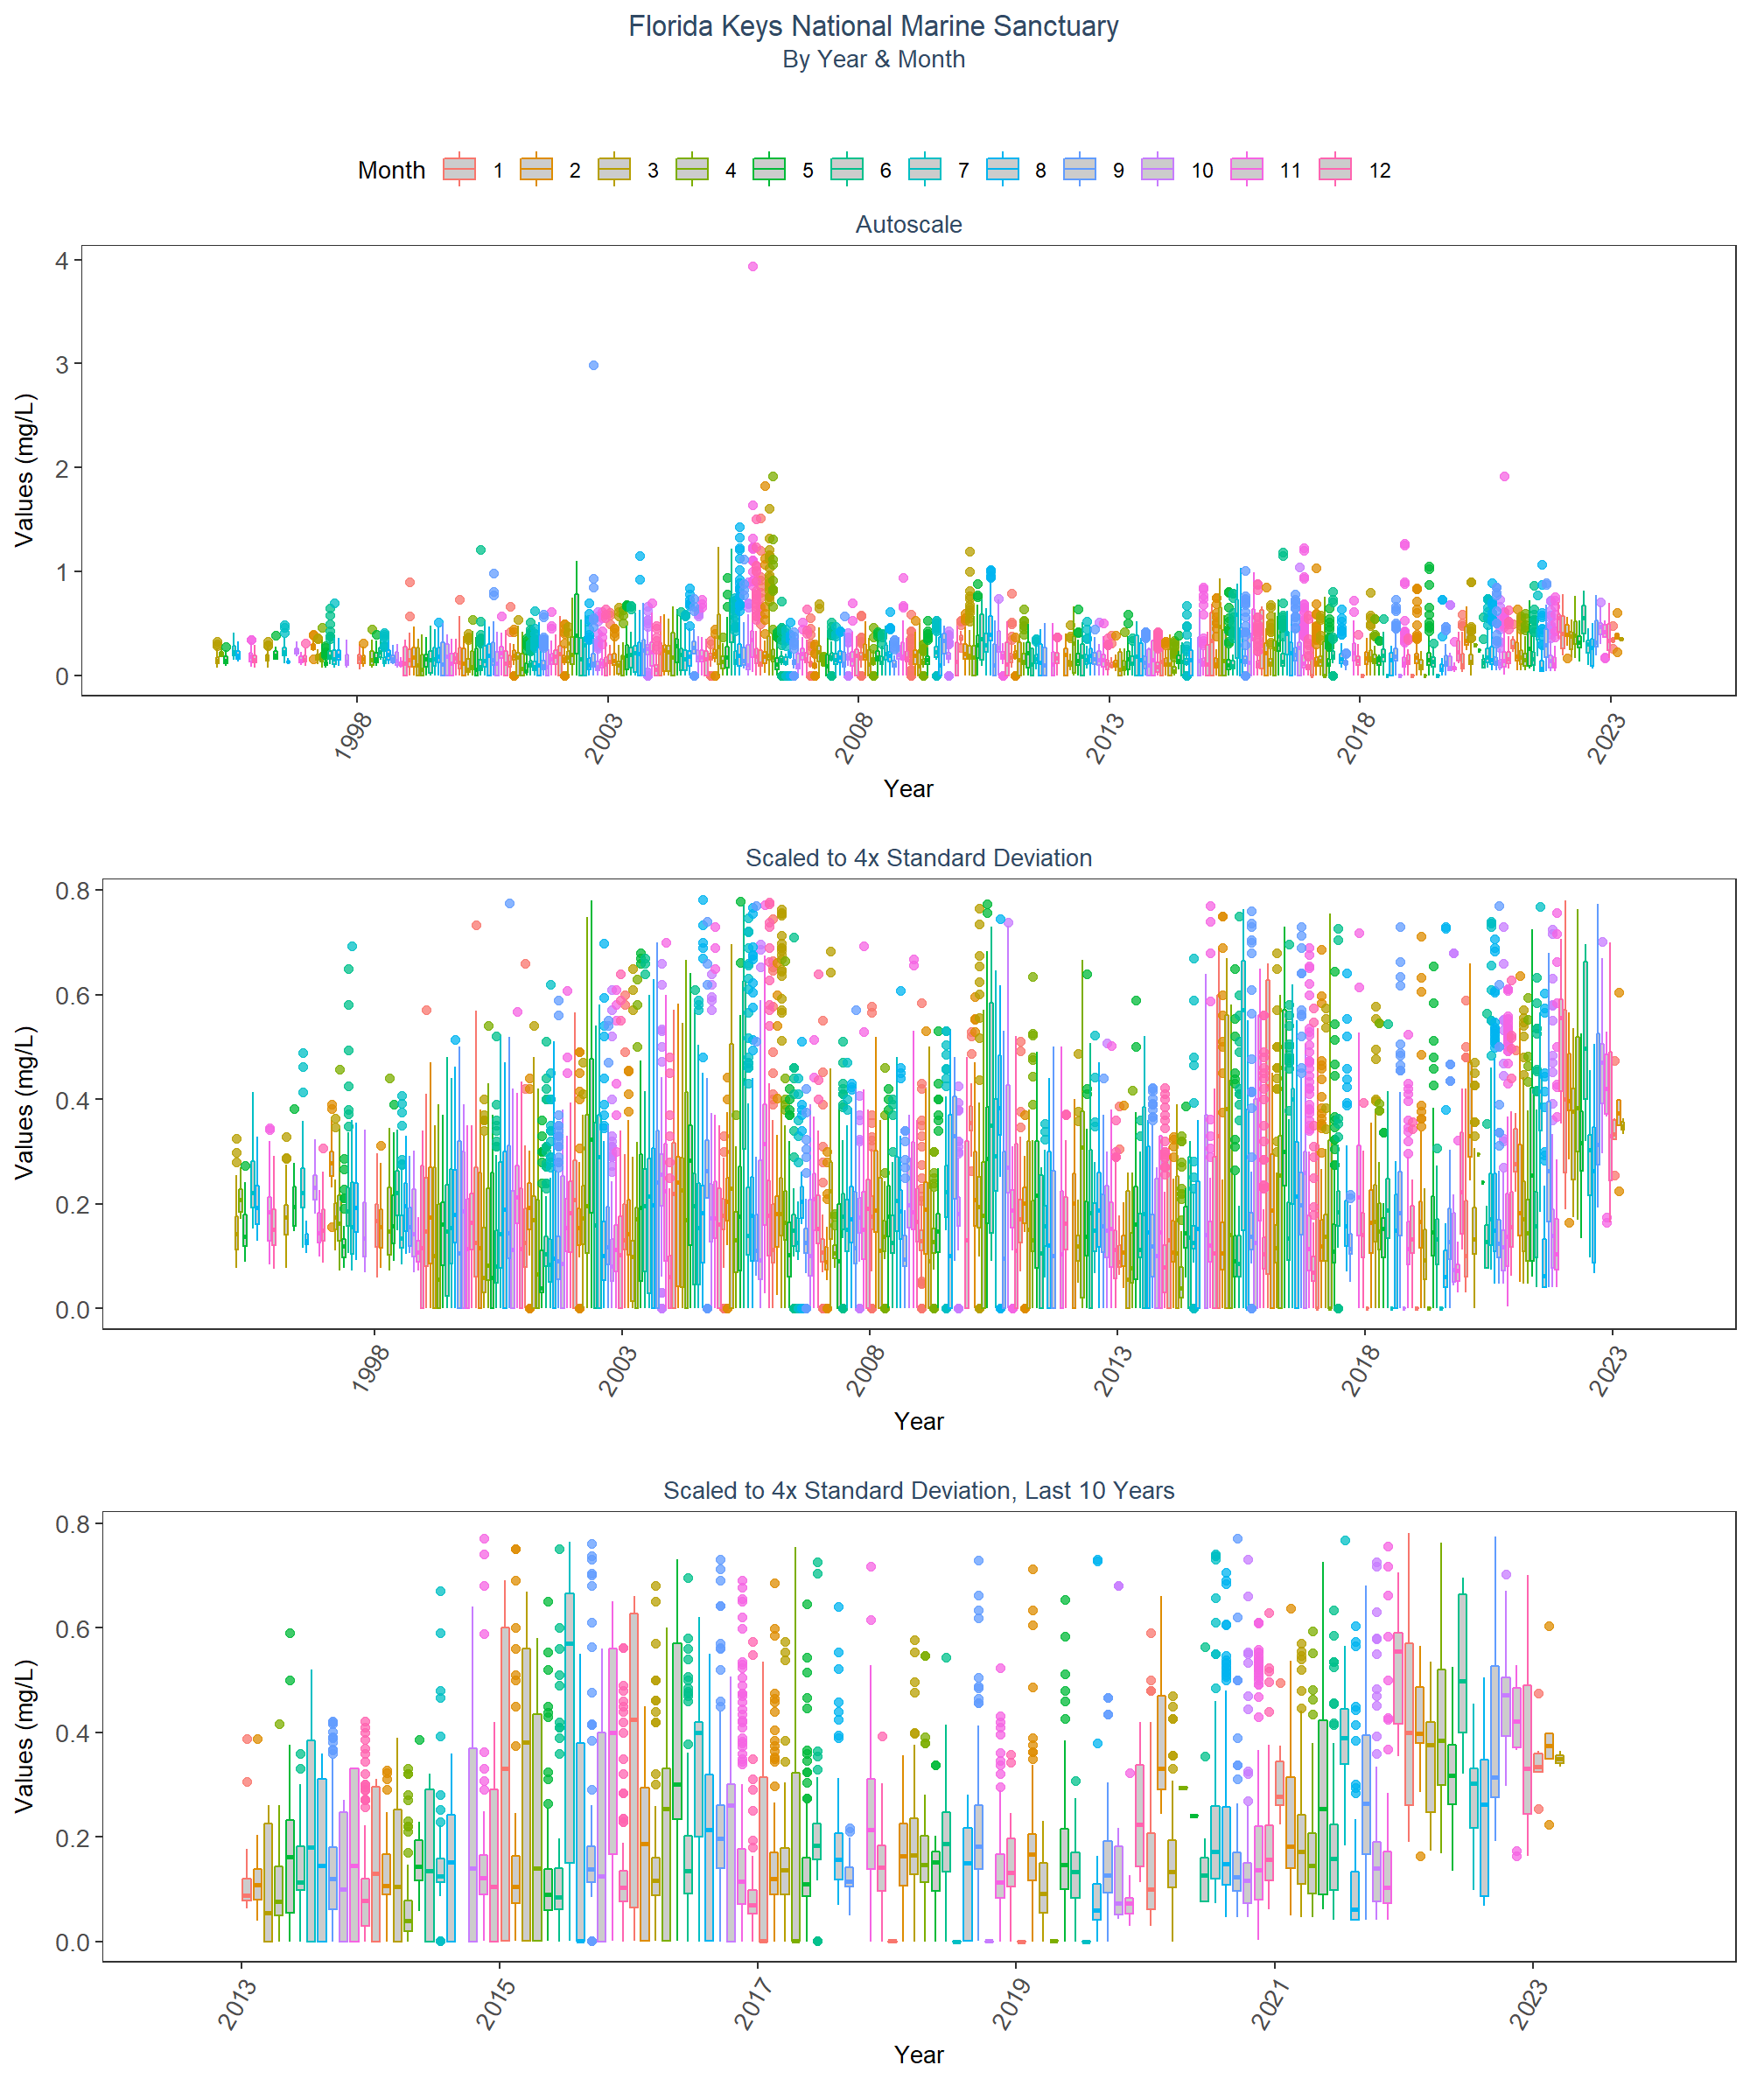 Florida Keys National Marine Sanctuary
By Year & Month
Month 1 2 3 4 5 6 7 8 9 10 11 12
Autoscale
Values (mg/L)
4
3
2
1
0
1998 2003 2008 2013 2018 2023
Year
Scaled to 4x Standard Deviation
Values (mg/L)
0.8
0.6
0.4
0.2
0.0
1998 2003 2008 2013 2018 2023
Year
Scaled to 4x Standard Deviation, Last 10 Years
Values (mg/L)
0.8
0.6
0.4
0.2
0.0
2013 2015 2017 2019 2021 2023
Year